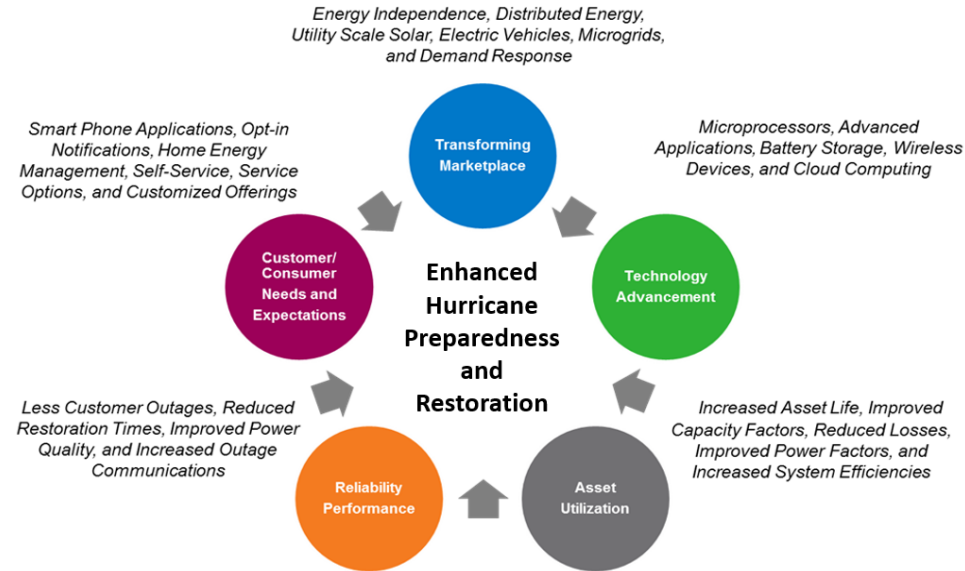 Energy Independence, Distributed Energy,
Utility Scale Solar, Electric Vehicles, Microgrids,
and Demand Response
Transforming
Marketplace
Smart Phone Applications, Opt-in
Notifications, Home Energy
Management, Self-Service, Service
Options, and Customized Offerings
Microprocessors, Advanced
Applications, Battery Storage, Wireless
Devices, and Cloud Computing
Customer/
Consumer
Needs and
Expectations
Enhanced
Hurricane
Preparedness
and
Restoration
Technology
Advancement
Less Customer Outages, Reduced
Restoration Times, Improved Power
Quality, and Increased Outage
Communications
Increased Asset Life, Improved
Capacity Factors, Reduced Losses,
Improved Power Factors, and
Increased System Efficiencies
Reliability
Performance
Asset
Utilization